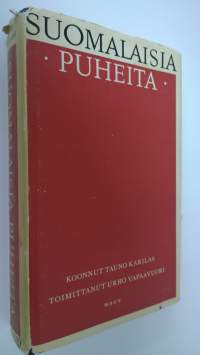 SUOMALAISIA
· PUHEITA ·
KOONNUT TAUNO KARILAS
TOIMITTANUT URHO VAPAAVUORI
WSOY